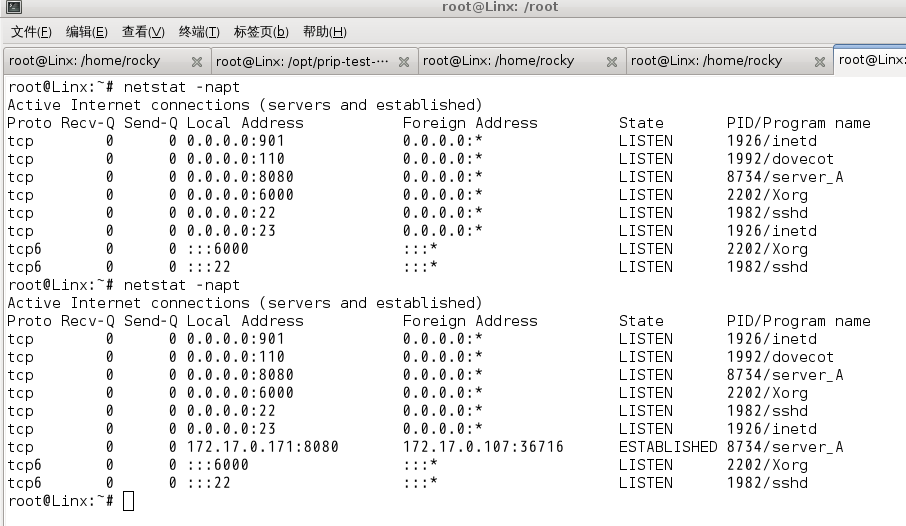 root@Linx: /root
文件(F) 编辑(E) 查看(V) 终端(T) 标签页(b) 帮助(H)
root@Linx: /home/rocky root@Linx: /opt/prip-test-··· root@Linx: /home/rocky root@Linx: /home/rocky root@Linx:
root@Linx:~# netstat -napt
Active Internet connections (servers and established)
Proto Recv-Q Send-Q Local Address           Foreign Address         State       PID/Program name
tcp        0      0 0.0.0.0:901             0.0.0.0:*               LISTEN      1926/inetd
tcp        0      0 0.0.0.0:110             0.0.0.0:*               LISTEN      1992/dovecot
tcp        0      0 0.0.0.0:8080            0.0.0.0:*               LISTEN      8734/server_A
tcp        0      0 0.0.0.0:6000            0.0.0.0:*               LISTEN      2202/Xorg
tcp        0      0 0.0.0.0:22              0.0.0.0:*               LISTEN      1982/sshd
tcp        0      0 0.0.0.0:23              0.0.0.0:*               LISTEN      1926/inetd
tcp6       0      0 :::6000                 :::*                    LISTEN      2202/Xorg
tcp6       0      0 :::22                   :::*                    LISTEN      1982/sshd
root@Linx:~# netstat -napt
Active Internet connections (servers and established)
Proto Recv-Q Send-Q Local Address           Foreign Address         State       PID/Program name
tcp        0      0 0.0.0.0:901             0.0.0.0:*               LISTEN      1926/inetd
tcp        0      0 0.0.0.0:110             0.0.0.0:*               LISTEN      1992/dovecot
tcp        0      0 0.0.0.0:8080            0.0.0.0:*               LISTEN      8734/server_A
tcp        0      0 0.0.0.0:6000            0.0.0.0:*               LISTEN      2202/Xorg
tcp        0      0 0.0.0.0:22              0.0.0.0:*               LISTEN      1982/sshd
tcp        0      0 0.0.0.0:23              0.0.0.0:*               LISTEN      1926/inetd
tcp        0      0 172.17.0.171:8080       172.17.0.107:36716      ESTABLISHED 8734/server_A
tcp6       0      0 :::6000                 :::*                    LISTEN      2202/Xorg
tcp6       0      0 :::22                   :::*                    LISTEN      1982/sshd
root@Linx:~#